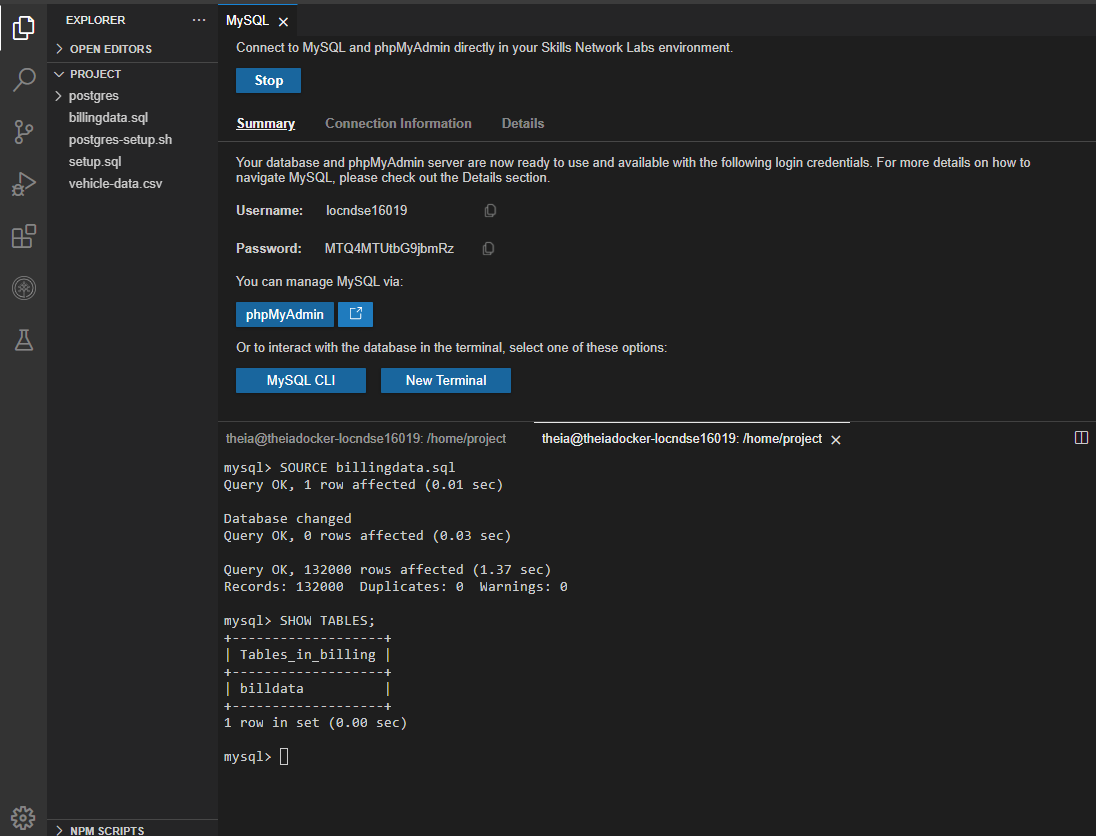 EXPLORER ...
OPEN EDITORS
PROJECT
postgres
billingdata.sql
postgres-setup.sh
setup.sql
vehicle-data.csv
NPM SCRIPTS
MySQL
Connect to MySQL and phpMyAdmin directly in your Skills Network Labs environment.
Stop
Summary Connection Information Details
Your database and phpMyAdmin server are now ready to use and available with the following login credentials. For more details on how to
navigate MySQL, please check out the Details section.
Username: locndse16019
Password: MTQ4MTUtbG9jbmRz
You can manage MySQL via:
phpMyAdmin
Or to interact with the database in the terminal, select one of these options:
MySQL CLI New Terminal
theia@theiadocker-locndse16019: /home/project theia@theiadocker-locndse16019: /home/project
mysql> SOURCE billingdata.sql
Query OK, 1 row affected (0.01 sec)
Database changed
Query OK, 0 rows affected (0.03 sec)
Query OK, 132000 rows affected (1.37 sec)
Records: 132000  Duplicates: 0  Warnings: 0
mysql> SHOW TABLES;
+-------------------+
| Tables_in_billing |
+-------------------+
| billdata          |
+-------------------+
1 row in set (0.00 sec)
mysql>